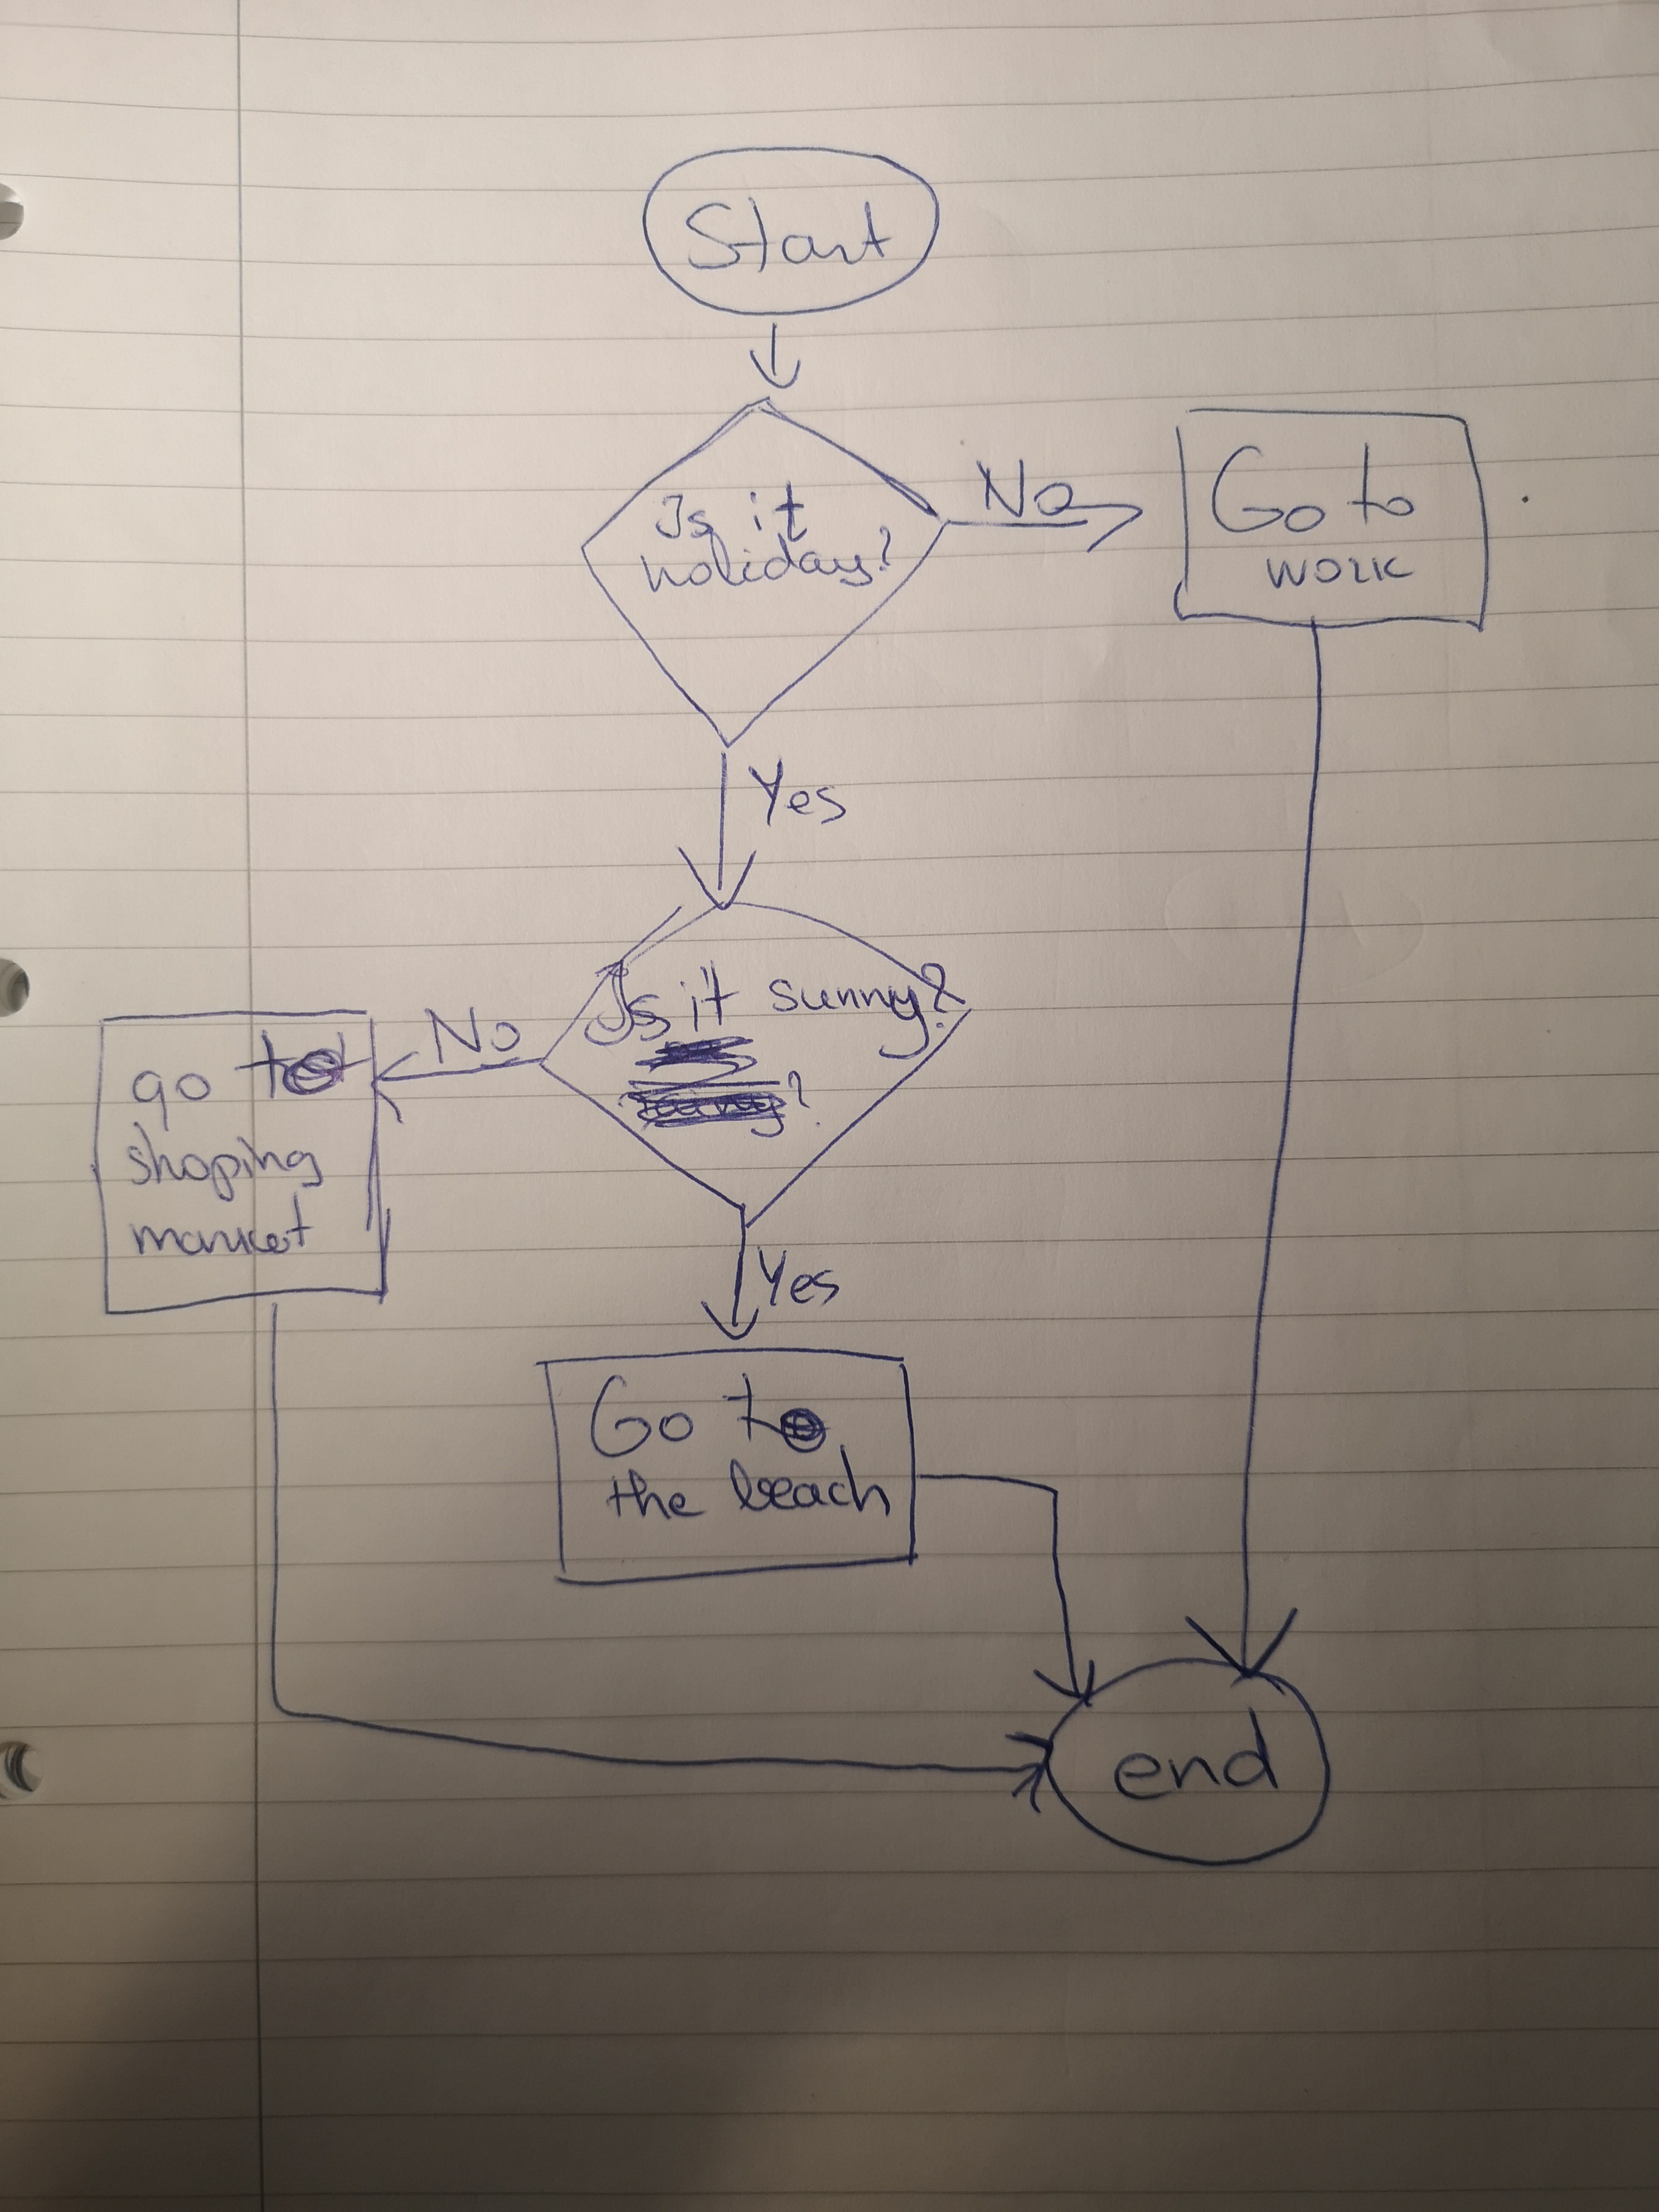 Start
Is it
holiday?
No
Go to
work
Yes
Is it sunny?
?
No
go to
shoping
market
Yes
Go to
the beach
end